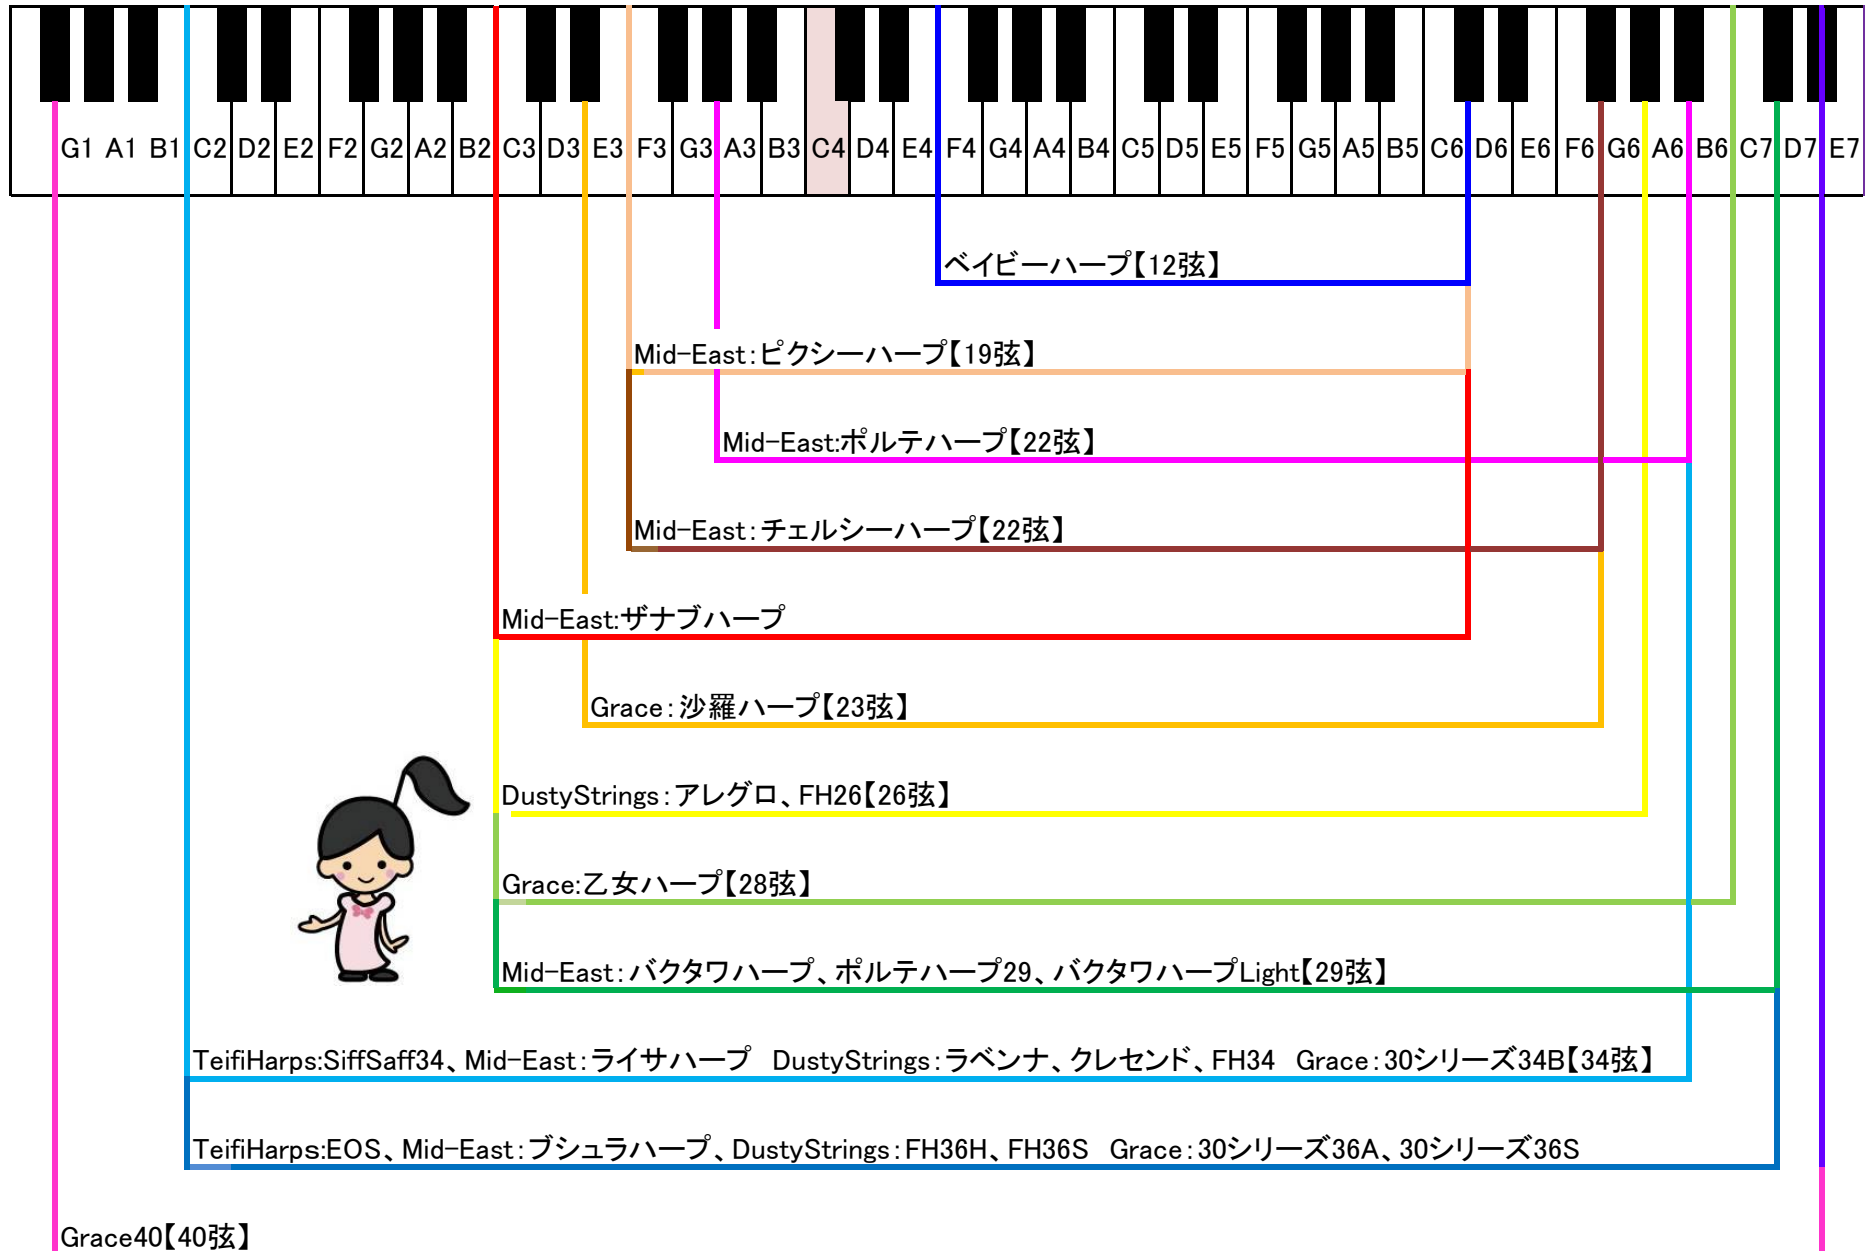 G1 A1 B1 C2 D2 E2 F2 G2 A2 B2 C3 D3 E3 F3 G3 A3 B3 C4 D4 E4 F4 G4 A4 B4 C5 D5 E5 F5 G5 A5 B5 C6 D6 E6 F6 G6 A6 B6 C7 D7 E7
ベイビーハープ【12弦】
Mid-East：ピクシーハープ【19弦】
Mid-East:ポルテハープ【22弦】
Mid-East：チェルシーハープ【22弦】
Mid-East:ザナブハープ
Grace：沙羅ハープ【23弦】
DustyStrings：アレグロ、FH26【26弦】
Grace:乙女ハープ【28弦】
Mid-East：バクタワハープ、ポルテハープ29、バクタワハープLight【29弦】
TeifiHarps:SiffSaff34、Mid-East：ライサハープ　DustyStrings：ラベンナ、クレセンド、FH34　Grace：30シリーズ34B【34弦】
TeifiHarps:EOS、Mid-East：ブシュラハープ、DustyStrings：FH36H、FH36S　Grace：30シリーズ36A、30シリーズ36S
Grace40【40弦】